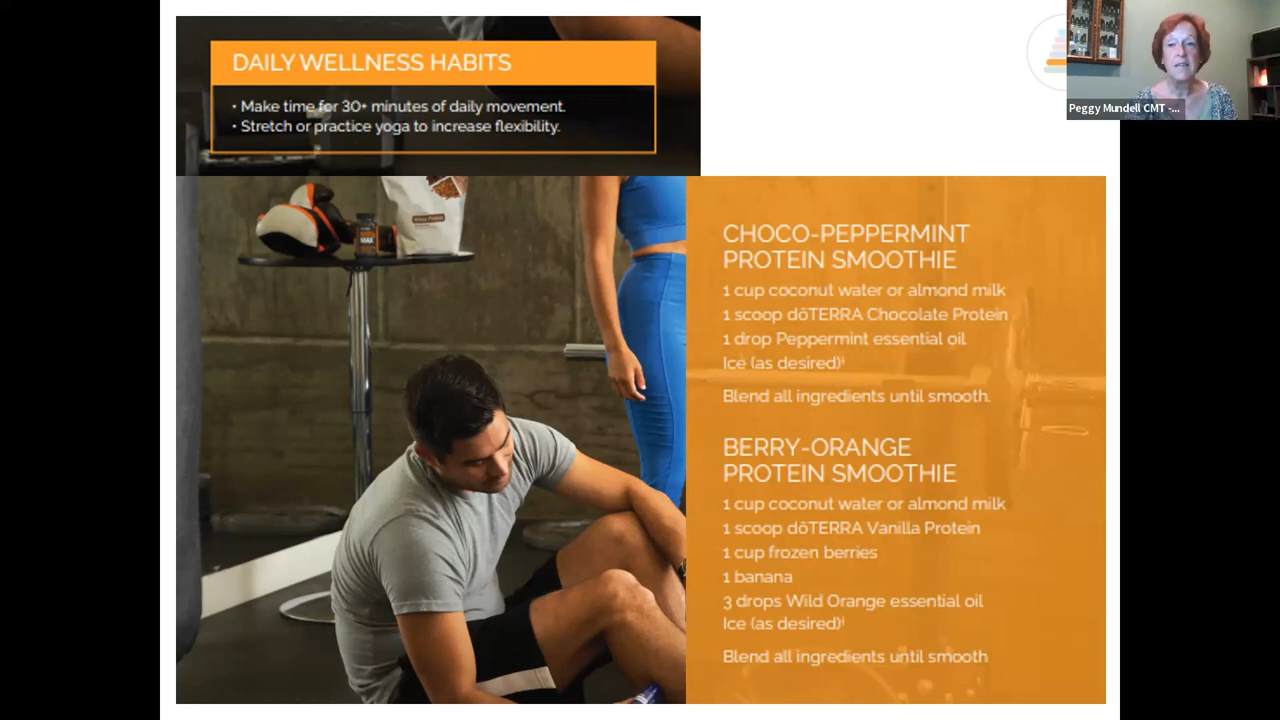 DAILY WELLNESS HABITS
• Make time for 30+ minutes of daily movement.
• Stretch or practice yoga to increase flexibility.
Peggy Mundell CMT -...
MAX
CHOCO-PEPPERMINT
PROTEIN SMOOTHIE
1 cup coconut water or almond milk
1 scoop dōTERRA Chocolate Protein
1 drop Peppermint essential oil
Ice (as desired)†
Blend all ingredients until smooth.
BERRY-ORANGE
PROTEIN SMOOTHIE
1 cup coconut water or almond milk
1 scoop dōTERRA Vanilla Protein
1 cup frozen berries
1 banana
3 drops Wild Orange essential oil
Ice (as desired)†
Blend all ingredients until smooth